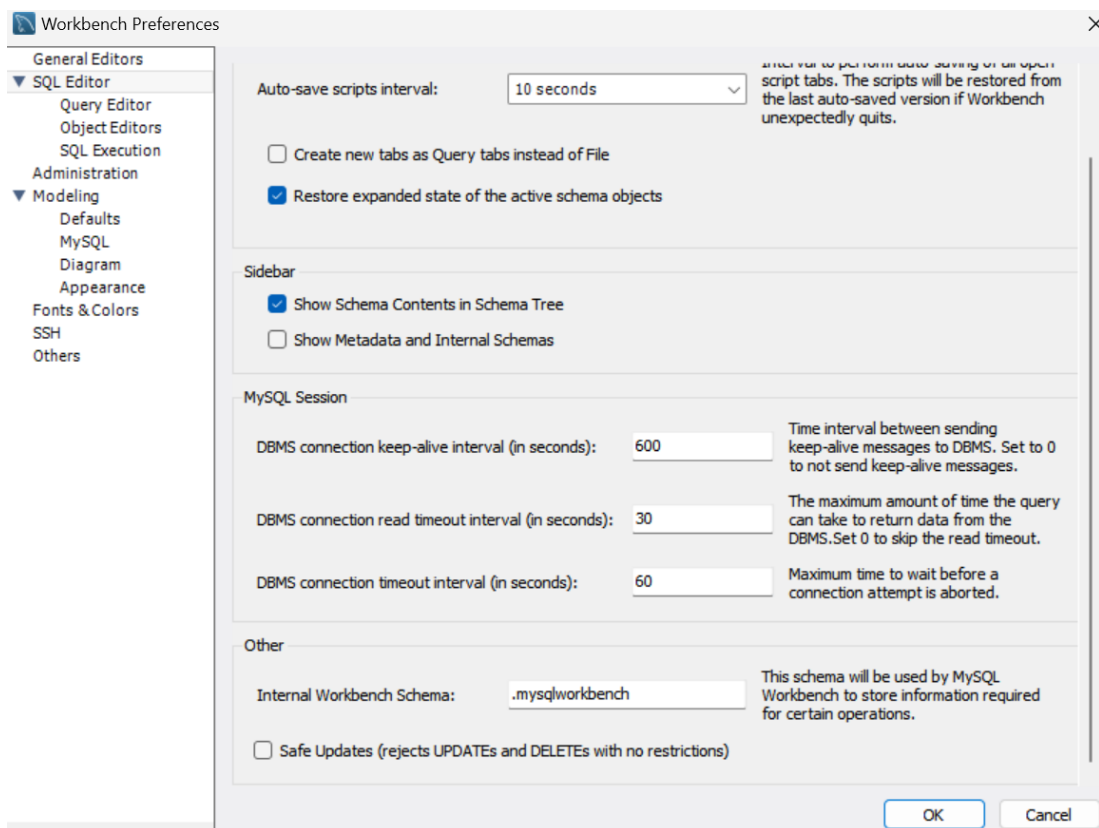 Workbench Preferences
General Editors
SQL Editor
Query Editor
Object Editors
SQL Execution
Administration
Modeling
Defaults
MySQL
Diagram
Appearance
Fonts & Colors
SSH
Others
Interval to perform auto-saving of all open
script tabs. The scripts will be restored from
the last auto-saved version if Workbench
unexpectedly quits.
Auto-save scripts interval:
10 seconds
Create new tabs as Query tabs instead of File
Restore expanded state of the active schema objects
Sidebar
Show Schema Contents in Schema Tree
Show Metadata and Internal Schemas
MySQL Session
DBMS connection keep-alive interval (in seconds):
600
Time interval between sending
keep-alive messages to DBMS. Set to 0
to not send keep-alive messages.
DBMS connection read timeout interval (in seconds):
30
The maximum amount of time the query
can take to return data from the
DBMS.Set 0 to skip the read timeout.
DBMS connection timeout interval (in seconds):
60
Maximum time to wait before a
connection attempt is aborted.
Other
Internal Workbench Schema:
.mysqlworkbench
This schema will be used by MySQL
Workbench to store information required
for certain operations.
Safe Updates (rejects UPDATEs and DELETEs with no restrictions)
OK
Cancel